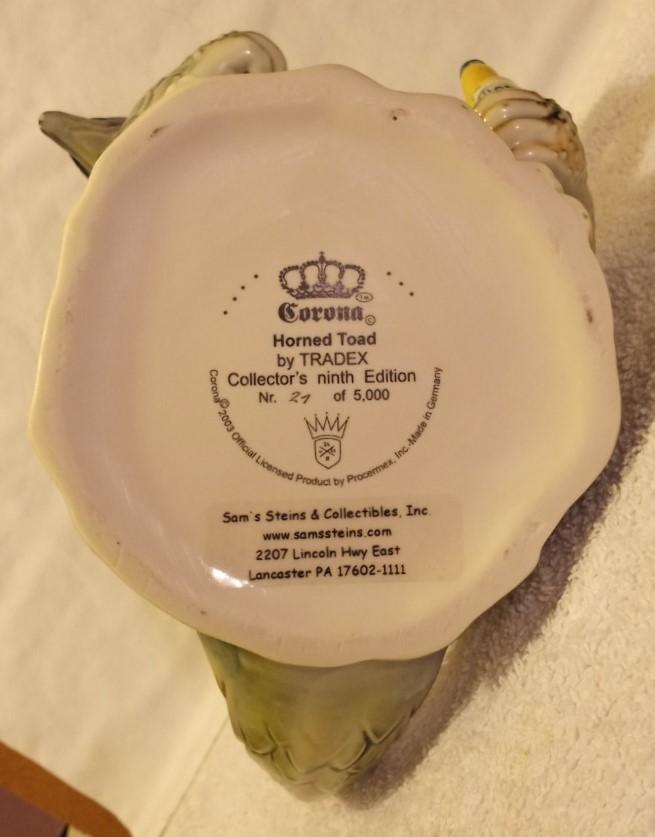 Corona ©
Horned Toad
by TRADEX
Collector's ninth Edition
Nr. 21 of 5,000
Corona © 2003 Official Licensed Product by Procermex, Inc.-Made in Germany
Sam's Steins & Collectibles, Inc.
www.samssteins.com
2207 Lincoln Hwy East
Lancaster PA 17602-1111